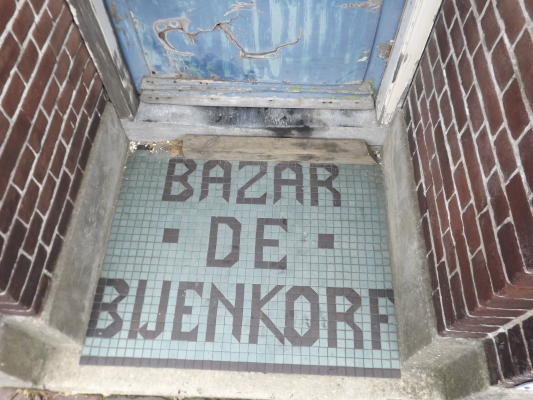 BAZAR
· DE ·
BIJENKORF